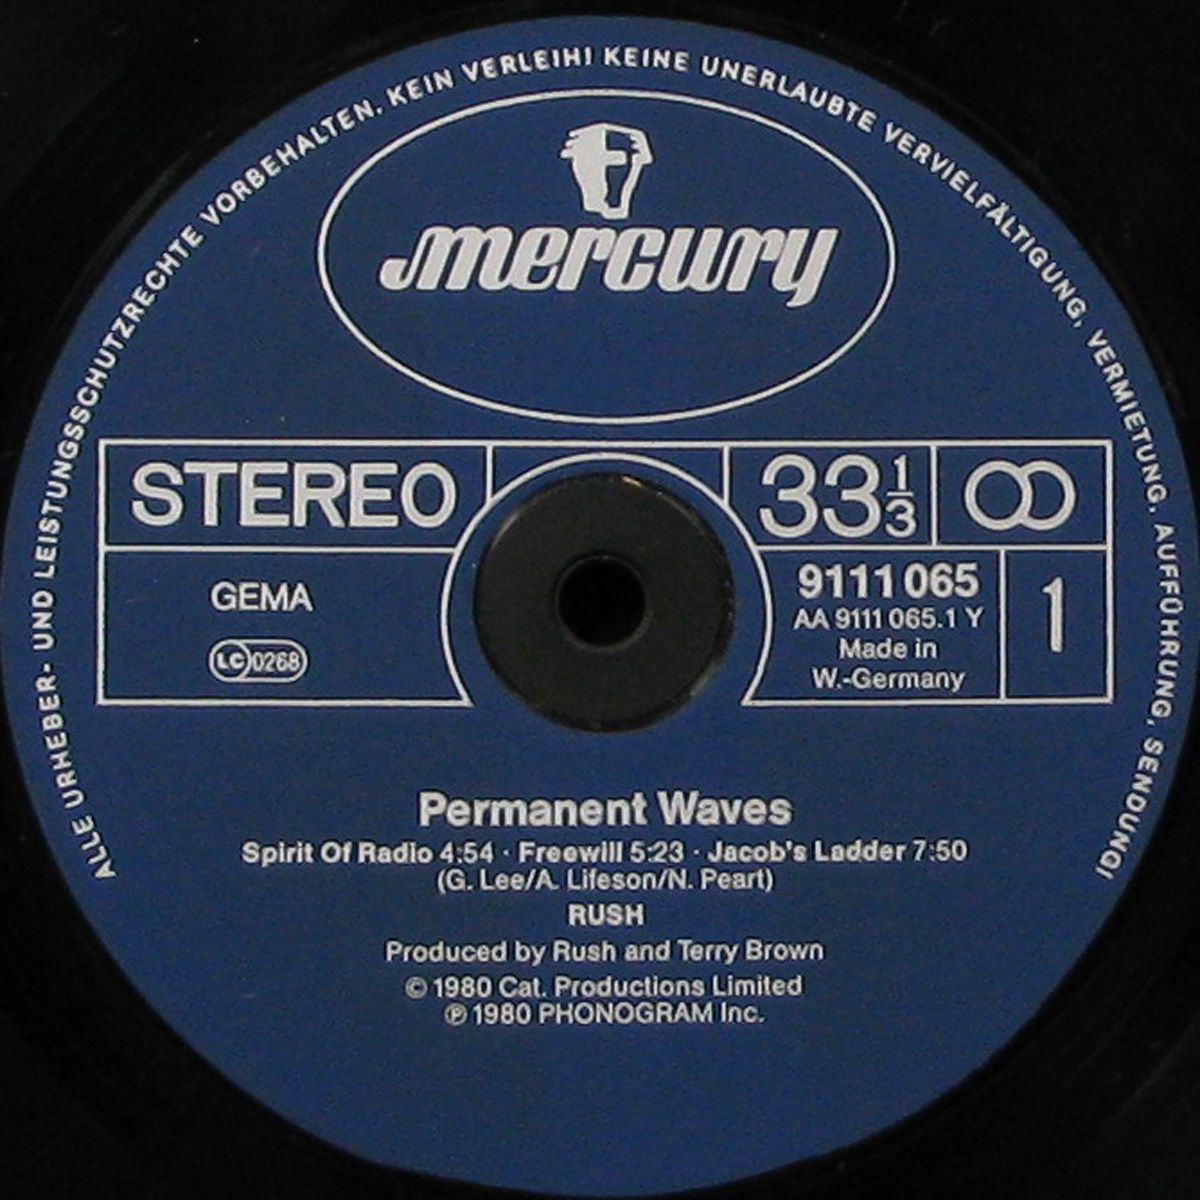 ALLE URHEBER- UND LEISTUNGSSCHUTZRECHTE VORBEHALTEN. KEIN VERLEIH! KEINE UNERLAUBTE VERVIELFÄLTIGUNG, VERMIETUNG, AUFFÜHRUNG, SENDUNG!
mercury
STEREO
33 1/3
GEMA
LC 0268
9111 065
AA 9111 065.1 Y
Made in
W.-Germany
1
Permanent Waves
Spirit Of Radio 4:54 · Freewill 5:23 · Jacob's Ladder 7:50
(G. Lee/A. Lifeson/N. Peart)
RUSH
Produced by Rush and Terry Brown
© 1980 Cat. Productions Limited
℗ 1980 PHONOGRAM Inc.